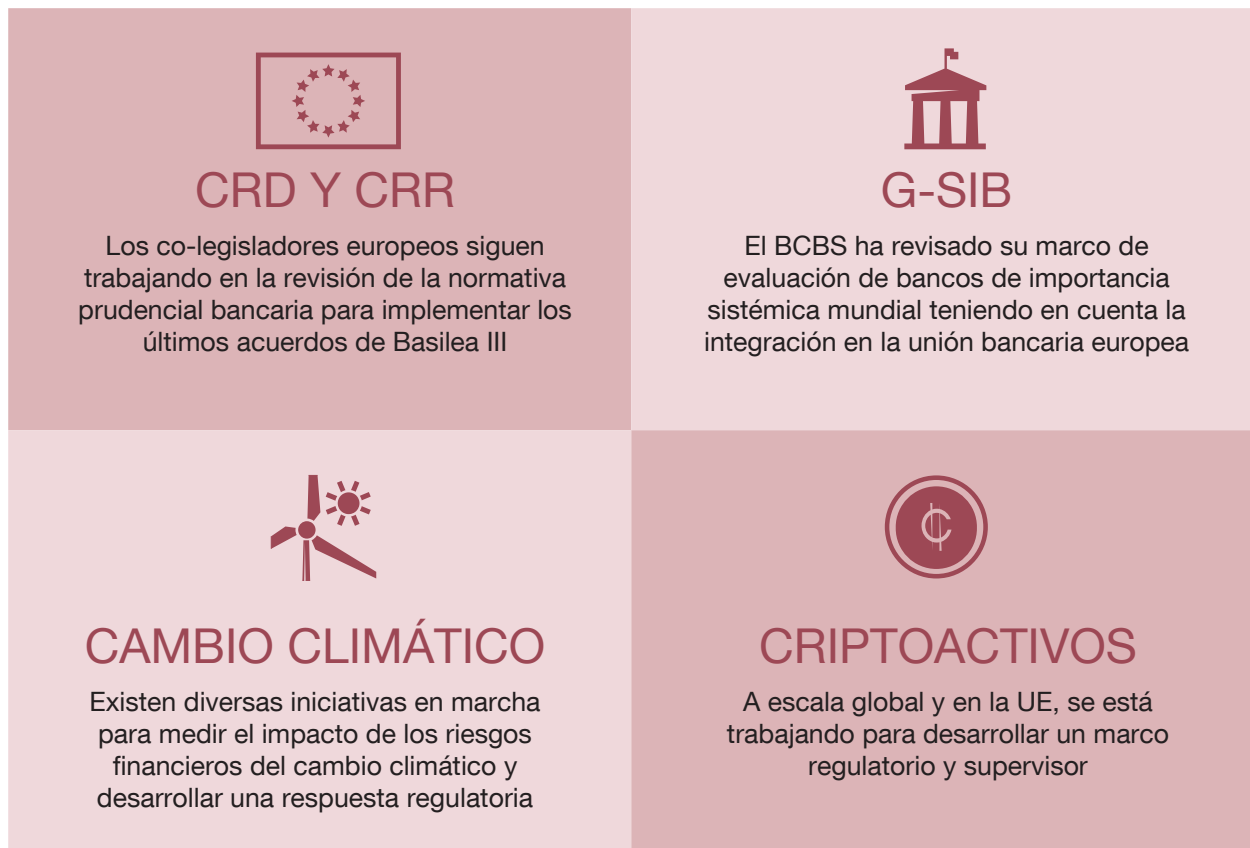 CRD Y CRR
Los co-legisladores europeos siguen
trabajando en la revisión de la normativa
prudencial bancaria para implementar los
últimos acuerdos de Basilea III
G-SIB
El BCBS ha revisado su marco de
evaluación de bancos de importancia
sistémica mundial teniendo en cuenta la
integración en la unión bancaria europea
CAMBIO CLIMÁTICO
Existen diversas iniciativas en marcha
para medir el impacto de los riesgos
financieros del cambio climático y
desarrollar una respuesta regulatoria
CRIPTOACTIVOS
A escala global y en la UE, se está
trabajando para desarrollar un marco
regulatorio y supervisor